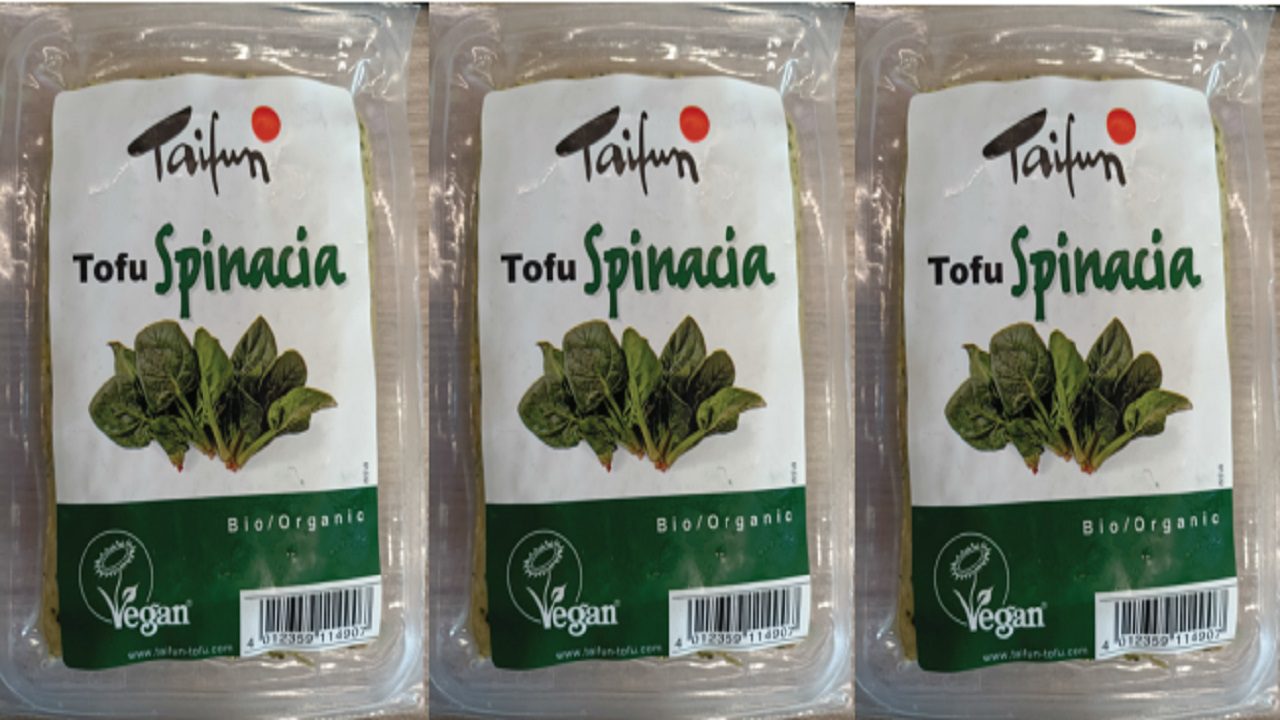 Taifun
Tofu Spinacia
Bio/Organic
Vegan
4 012359 114907
www.taifun-tofu.com
Taifun
Tofu Spinacia
Bio/Organic
Vegan
4 012359 114907
www.taifun-tofu.com
Taifun
Tofu Spinacia
Bio/Organic
Vegan
4 012359 114907
www.taifun-tofu.com